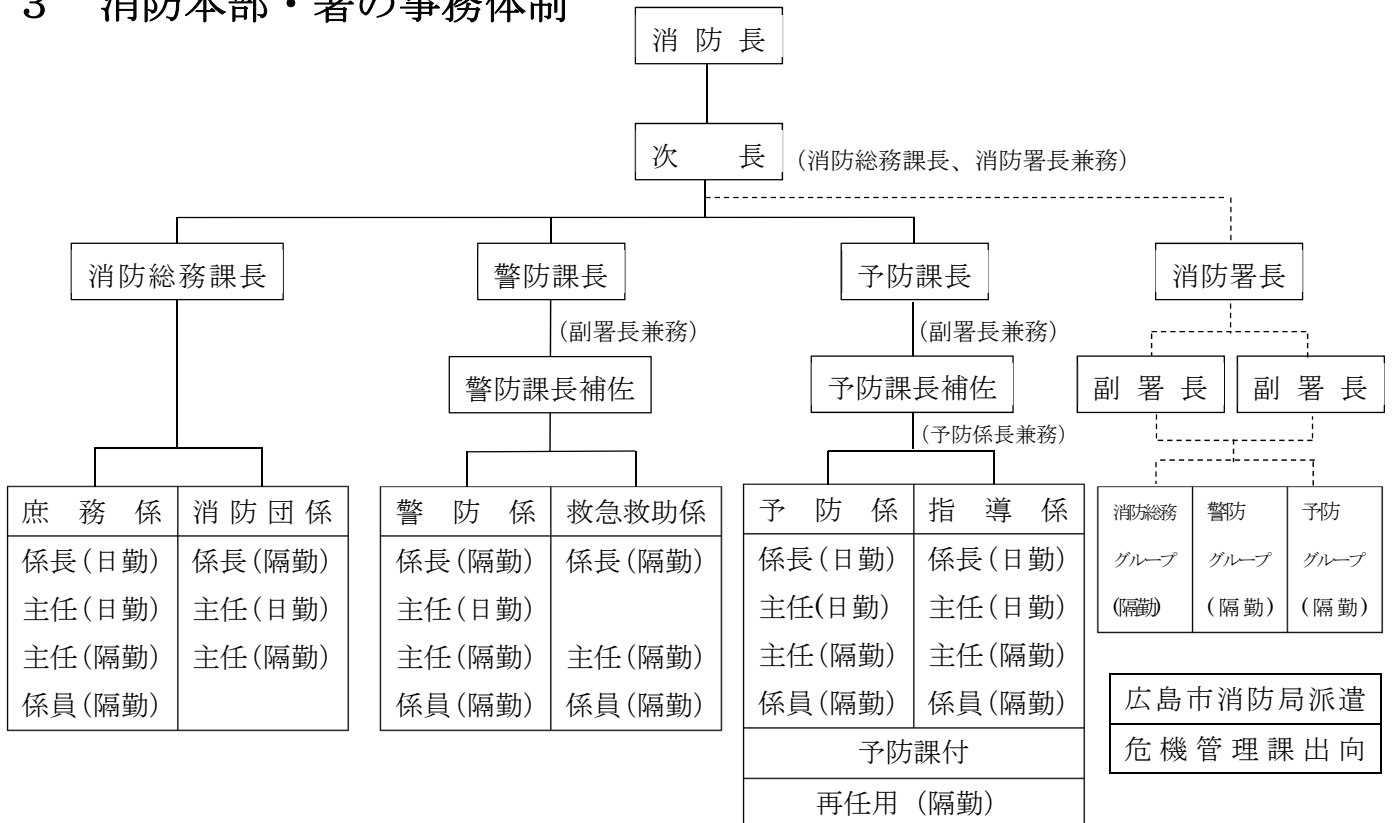 3 消防本部・署の事務体制
消 防 長
次 長 (消防総務課長、消防署長兼務)
消防総務課長 警防課長 予防課長 消防署長
(副署長兼務) (副署長兼務)
警防課長補佐 予防課長補佐 副 署 長 副 署 長
(予防係長兼務)
庶 務 係 消 防 団 係 警 防 係 救急救助係 予 防 係 指 導 係
係長(日勤) 係長(隔勤) 係長(隔勤) 係長(隔勤) 係長(日勤) 係長(日勤)
主任(日勤) 主任(日勤) 主任(日勤) 主任(日勤) 主任(日勤)
主任(隔勤) 主任(隔勤) 主任(隔勤) 主任(隔勤) 主任(隔勤) 主任(隔勤)
係員(隔勤) 係員(隔勤) 係員(隔勤) 係員(隔勤) 係員(隔勤)
予防課付
再任用 (隔勤)
消防総務 警防 予防
グループ グループ グループ
(隔勤) (隔勤) (隔勤)
広島市消防局派遣
危機管理課出向